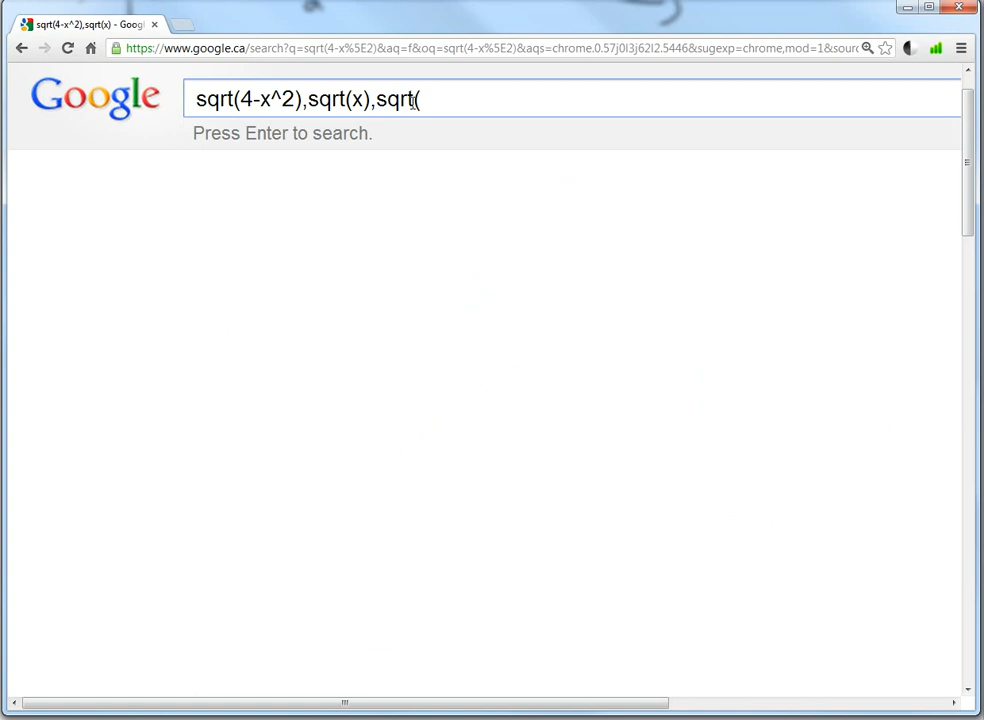 sqrt(4-x^2),sqrt(x) - Googl
https://www.google.ca/search?q=sqrt(4-x%5E2)&aq=f&oq=sqrt(4-x%5E2)&aqs=chrome.0.57j0l3j62l2.5446&sugexp=chrome,mod=1&sourc
Google
sqrt(4-x^2),sqrt(x),sqrt(
Press Enter to search.